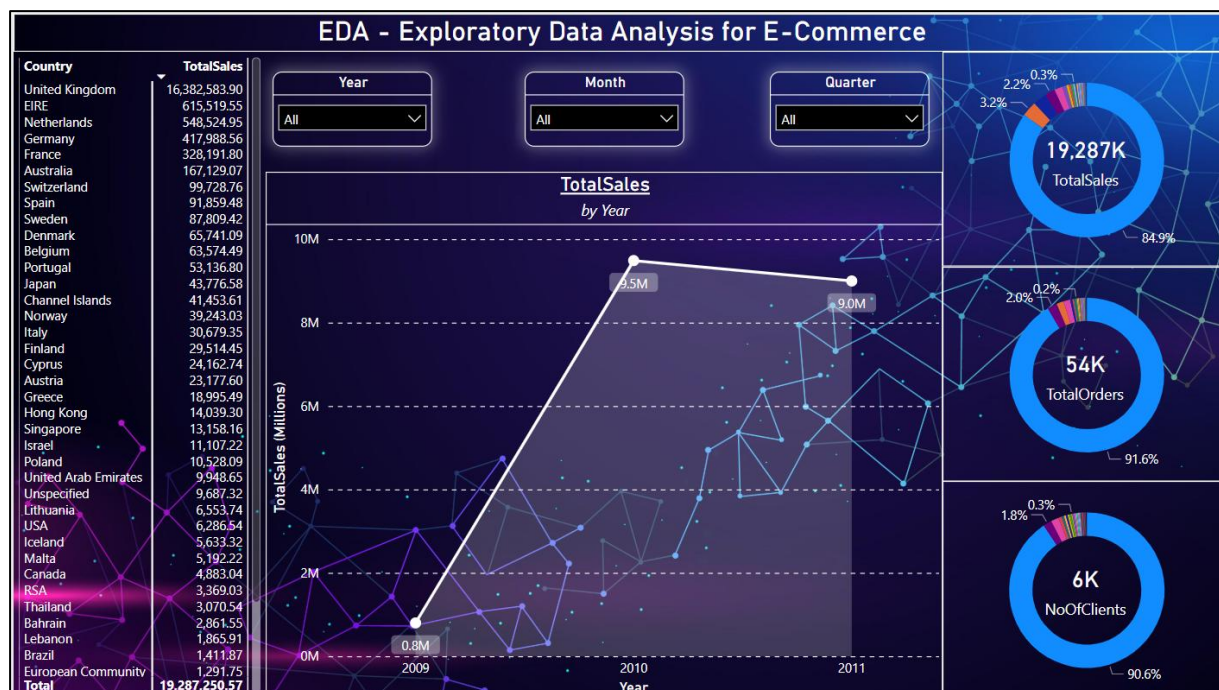 EDA - Exploratory Data Analysis for E-Commerce
Country TotalSales
United Kingdom 16,382,583.90
EIRE 615,519.55
Netherlands 548,524.95
Germany 417,988.56
France 328,191.80
Australia 167,129.07
Switzerland 99,728.76
Spain 91,859.48
Sweden 87,809.42
Denmark 65,741.09
Belgium 63,574.49
Portugal 53,136.80
Japan 43,776.58
Channel Islands 41,453.61
Norway 39,243.03
Italy 30,679.35
Finland 29,514.45
Cyprus 24,162.74
Austria 23,177.60
Greece 18,995.49
Hong Kong 14,039.30
Singapore 13,158.16
Israel 11,107.22
Poland 10,528.09
United Arab Emirates 9,948.65
Unspecified 9,687.32
Lithuania 6,553.74
USA 6,286.54
Iceland 5,633.32
Malta 5,192.22
Canada 4,883.04
RSA 3,369.03
Thailand 3,070.54
Bahrain 2,861.55
Lebanon 1,865.91
Brazil 1,411.87
European Community 1,291.75
Total 19,287,250.57
Year
All
Month
All
Quarter
All
TotalSales
by Year
TotalSales (Millions)
10M
8M
6M
4M
2M
0M
0.8M
9.5M
9.0M
2009 2010 2011
Year
0.3%
2.2%
3.2%
19,287K
TotalSales
84.9%
0.2%
2.0%
54K
TotalOrders
91.6%
0.3%
1.8%
6K
NoOfClients
90.6%